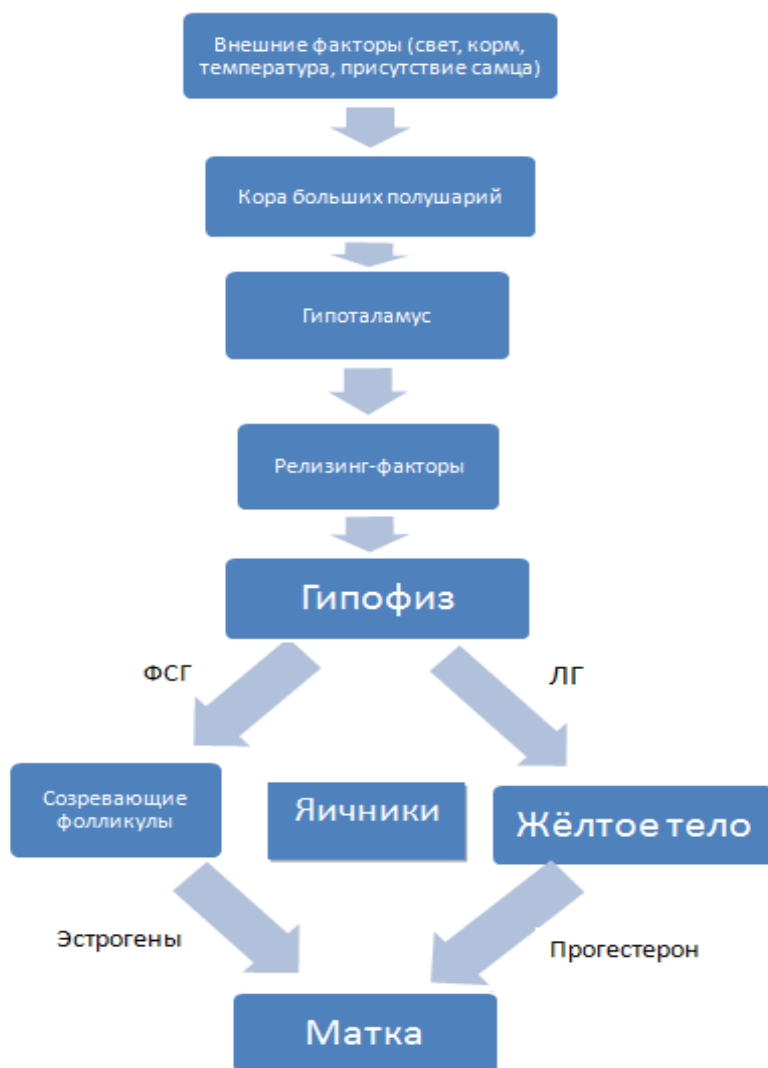 Внешние факторы (свет, корм,
температура, присутствие самца)
Кора больших полушарий
Гипоталамус
Релизинг-факторы
Гипофиз
ФСГ
ЛГ
Созревающие
фолликулы
Яичники
Жёлтое тело
Эстрогены
Прогестерон
Матка